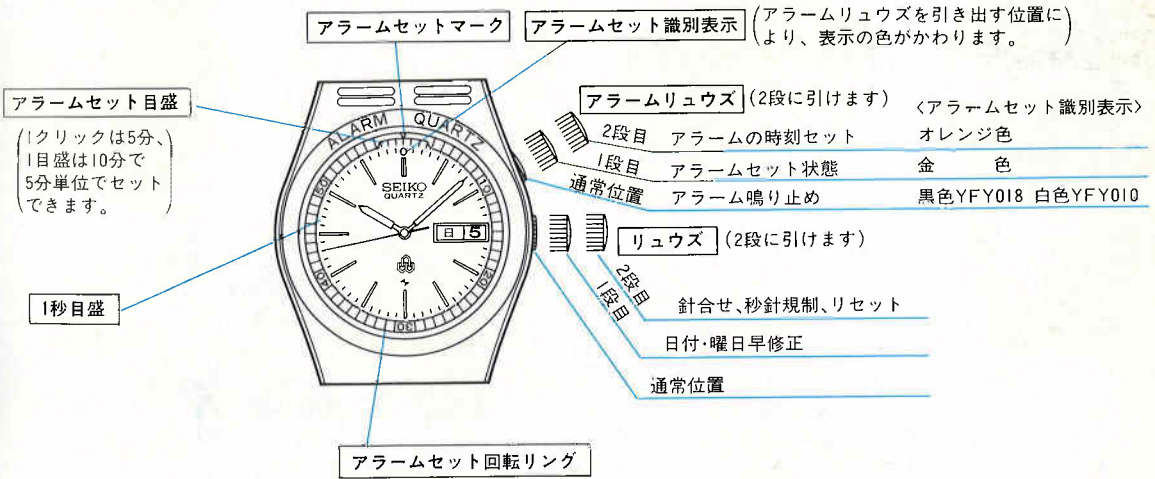 アラームセットマーク
アラームセット識別表示
(アラームリュウズを引き出す位置に
より、表示の色がかわります。)
アラームセット目盛
(1クリックは5分、
1目盛は10分で
5分単位でセット
できます。)
アラームリュウズ (2段に引けます)
〈アラームセット識別表示〉
2段目 アラームの時刻セット オレンジ色
1段目 アラームセット状態 金 色
通常位置 アラーム鳴り止め 黒色YFY018 白色YFY010
ALARM QUARTZ
SEIKO
QUARTZ
日 5
10
20
30
40
50
リュウズ (2段に引けます)
2段目 針合せ、秒針規制、リセット
1段目 日付・曜日早修正
通常位置
1秒目盛
アラームセット回転リング